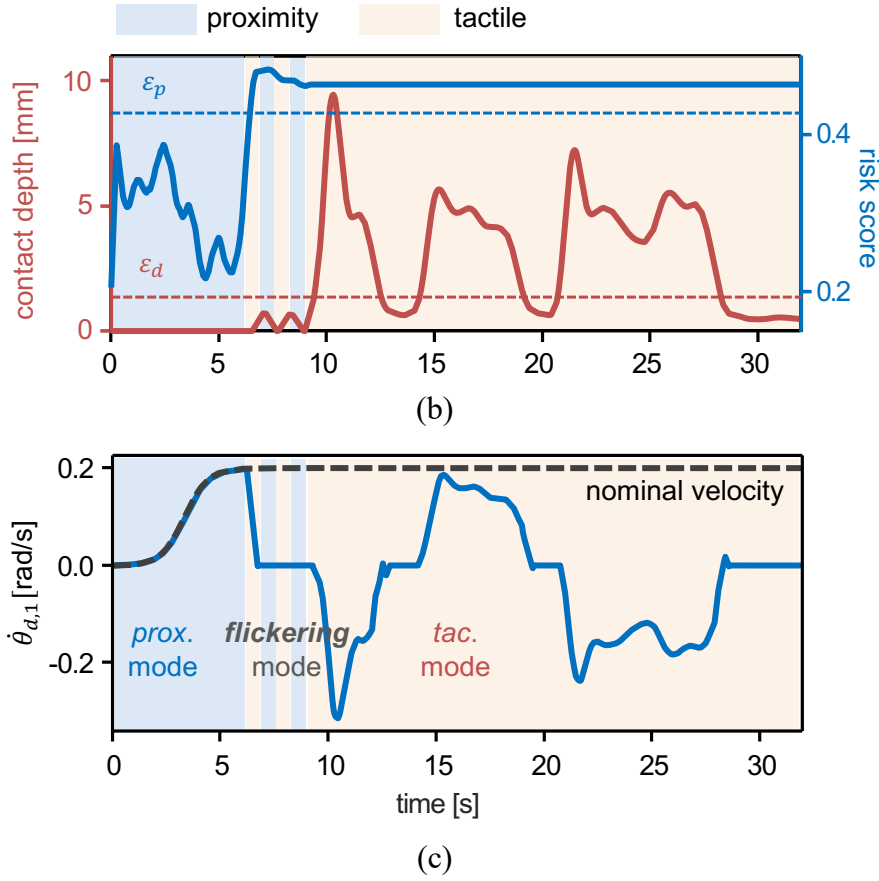 proximity tactile
contact depth [mm]
10
5
0
εp
εd
0.4
0.2
risk score
0 5 10 15 20 25 30
(b)
θ̇d,1 [rad/s]
0.2
0.0
-0.2
nominal velocity
prox. mode
flickering mode
tac. mode
0 5 10 15 20 25 30
time [s]
(c)